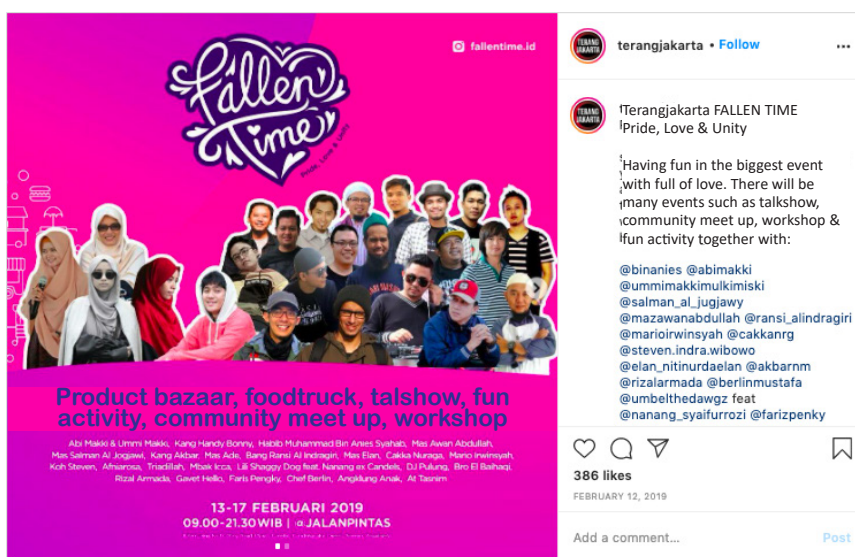 fallentime.id
Fallen
Time
Pride, Love & Unity
Product bazaar, foodtruck, talshow, fun
activity, community meet up, workshop
Abi Makki & Ummi Makki, Kang Handy Bonny, Habib Muhammad Bin Anies Syahab, Mas Awan Abdullah,
Mas Salman Al Jogjawi, Kang Akbar, Mas Ade, Bang Ransi Al Indragiri, Mas Elan, Cakka Nuraga, Mario Irwinsyah,
Koh Steven, Afniarosa, Triadillah, Mbak Icca, Lili Shaggy Dog feat. Nanang ex Candels, DJ Pulung, Bro El Baihaqi,
Rizal Armada, Gavet Hello, Faris Pengky, Chef Berlin, Angklung Anak, At Tasnim
13-17 FEBRUARI 2019
09.00-21.30WIB | @JALANPINTAS
TERANG
JAKARTA
terangjakarta • Follow
TERANG
JAKARTA
Terangjakarta FALLEN TIME
Pride, Love & Unity
Having fun in the biggest event
with full of love. There will be
many events such as talkshow,
community meet up, workshop &
fun activity together with:
@binanies @abimakki
@ummimakkimulkimiski
@salman_al_jugjawy
@mazawanabdullah @ransi_alindragiri
@marioirwinsyah @cakkanrg
@steven.indra.wibowo
@elan_nitinurdaelan @akbarnm
@rizalarmada @berlinmustafa
@umbelthedawgz feat
@nanang_syaifurrozi @farizpenky
386 likes
FEBRUARY 12, 2019
Add a comment...
Post